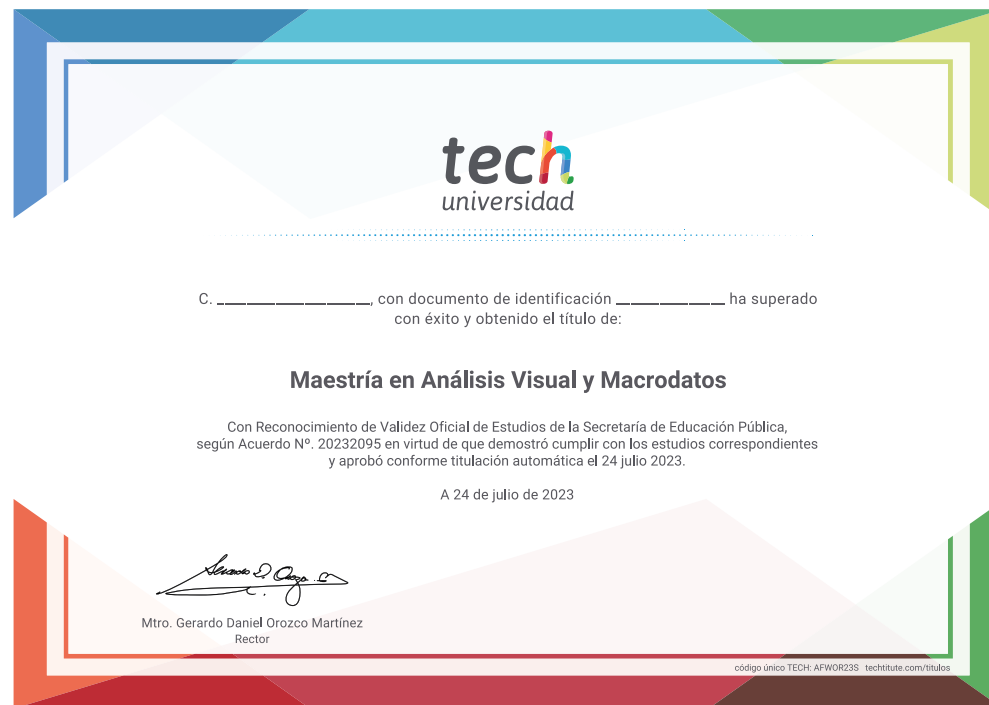 tech
universidad
C. ____________________, con documento de identificación ______________ ha superado
con éxito y obtenido el título de:
Maestría en Análisis Visual y Macrodatos
Con Reconocimiento de Validez Oficial de Estudios de la Secretaría de Educación Pública,
según Acuerdo Nº. 20232095 en virtud de que demostró cumplir con los estudios correspondientes
y aprobó conforme titulación automática el 24 julio 2023.
A 24 de julio de 2023
Mtro. Gerardo Daniel Orozco Martínez
Rector
código único TECH: AFWOR23S techtitute.com/titulos